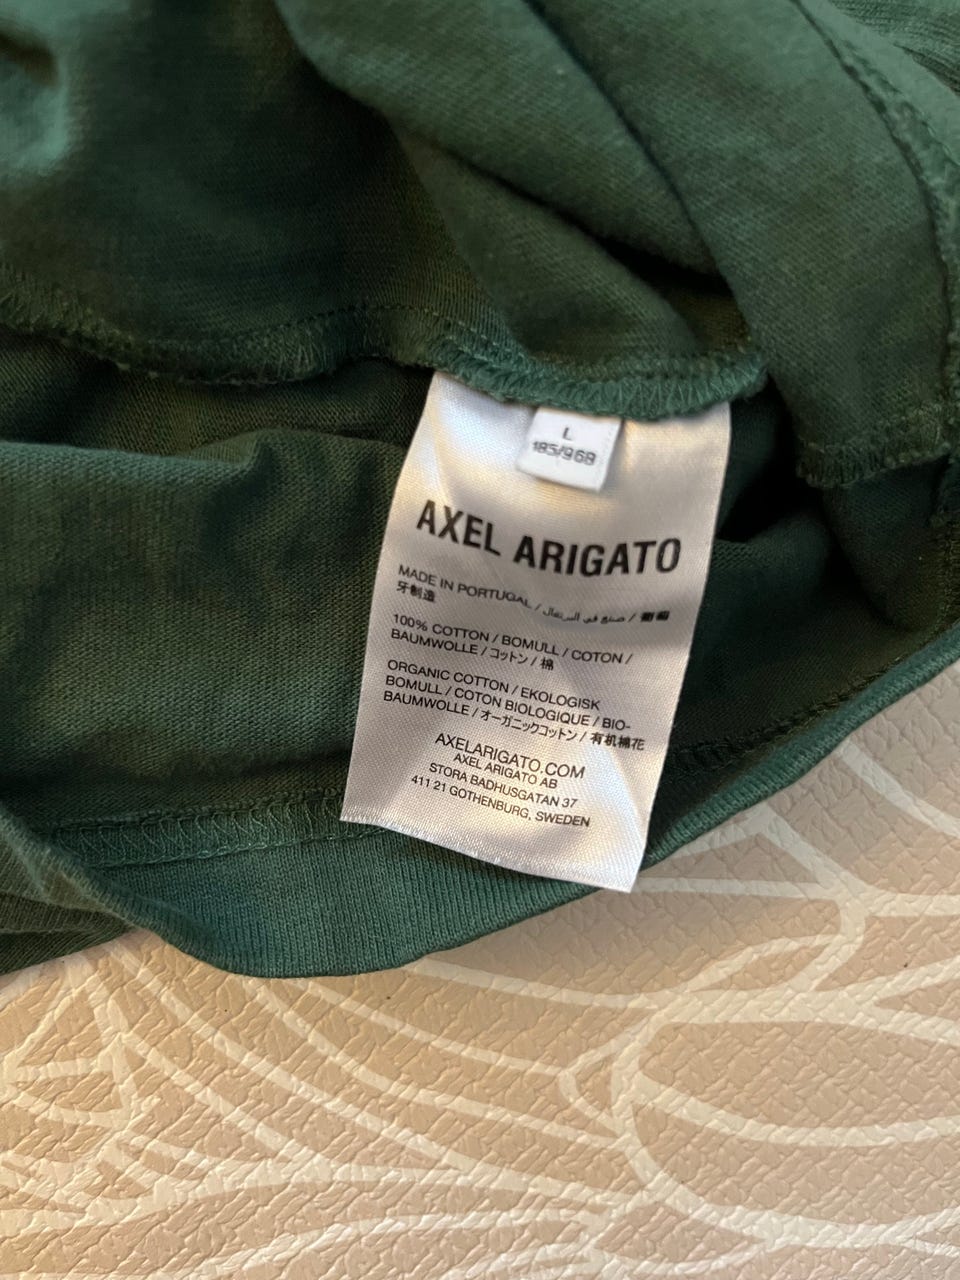 L
185/96B
AXEL ARIGATO
MADE IN PORTUGAL / صنع في البرتغال / 葡萄
牙制造
100% COTTON / BOMULL / COTON /
BAUMWOLLE / コットン / 棉
ORGANIC COTTON / EKOLOGISK
BOMULL / COTON BIOLOGIQUE / BIO-
BAUMWOLLE / オーガニックコットン / 有机棉花
AXELARIGATO.COM
AXEL ARIGATO AB
STORA BADHUSGATAN 37
411 21 GOTHENBURG, SWEDEN